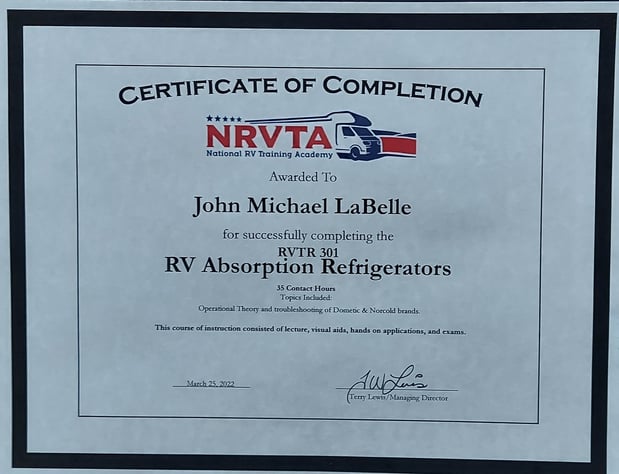 CERTIFICATE OF COMPLETION
NRVTA
National RV Training Academy
Awarded To
John Michael LaBelle
for successfully completing the
RVTR 301
RV Absorption Refrigerators
35 Contact Hours
Topics Included:
Operational Theory and troubleshooting of Dometic & Norcold brands.
This course of instruction consisted of lecture, visual aids, hands on applications, and exams.
March 25, 2022
TW Lewis
Terry Lewis/Managing Director